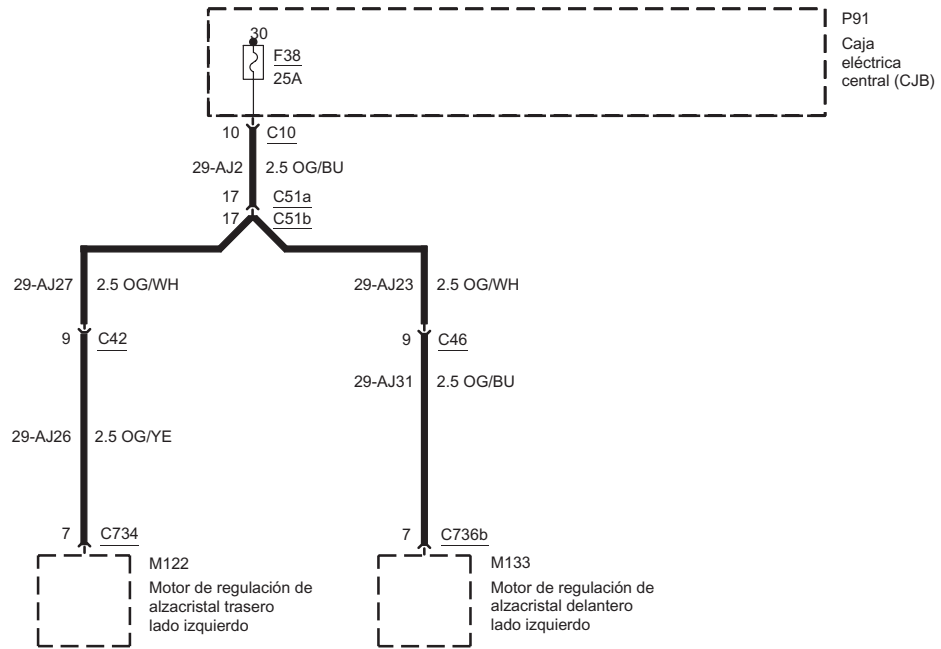 P91
Caja
eléctrica
central (CJB)
30
F38
25A
10 C10
29-AJ2 2.5 OG/BU
17 C51a
17 C51b
29-AJ27 2.5 OG/WH
29-AJ23 2.5 OG/WH
9 C42
9 C46
29-AJ31 2.5 OG/BU
29-AJ26 2.5 OG/YE
7 C734
7 C736b
M122
Motor de regulación de
alzacristal trasero
lado izquierdo
M133
Motor de regulación de
alzacristal delantero
lado izquierdo